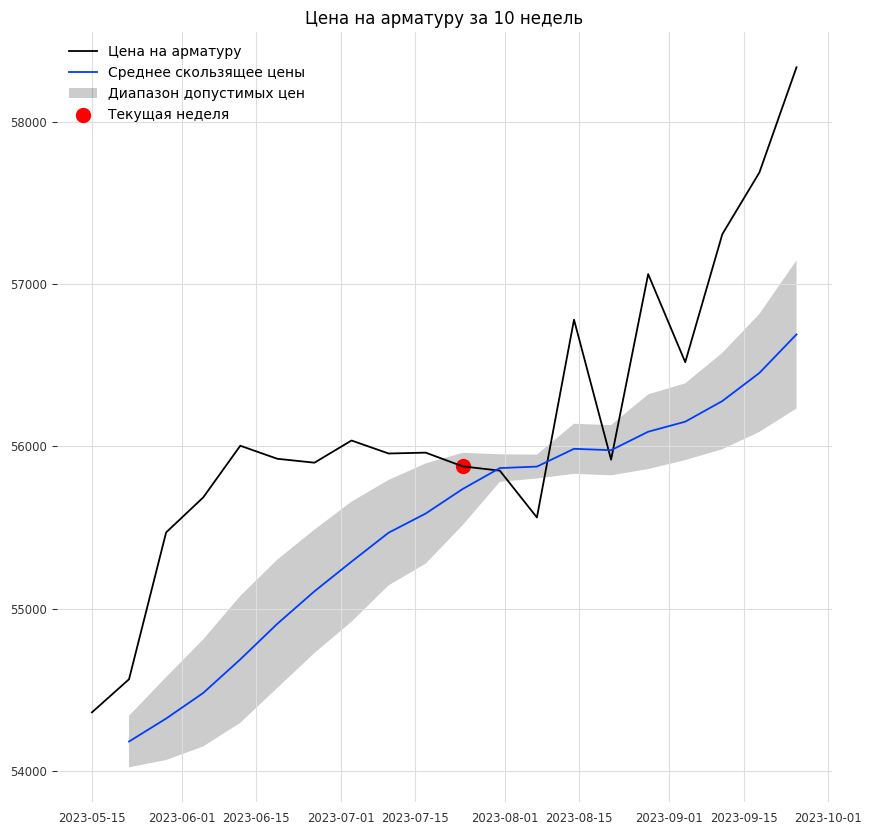 Цена на арматуру за 10 недель
Цена на арматуру
Среднее скользящее цены
Диапазон допустимых цен
Текущая неделя
58000
57000
56000
55000
54000
2023-05-15 2023-06-01 2023-06-15 2023-07-01 2023-07-15 2023-08-01 2023-08-15 2023-09-01 2023-09-15 2023-10-01